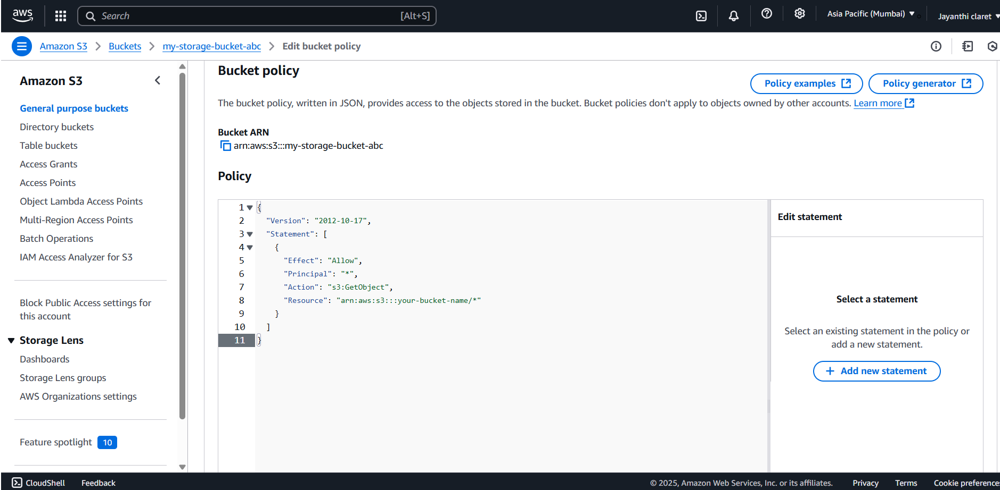 aws
Search [Alt+S]
Asia Pacific (Mumbai)
Jayanthi claret
Amazon S3 > Buckets > my-storage-bucket-abc > Edit bucket policy
Amazon S3
General purpose buckets
Directory buckets
Table buckets
Access Grants
Access Points
Object Lambda Access Points
Multi-Region Access Points
Batch Operations
IAM Access Analyzer for S3
Block Public Access settings for
this account
Storage Lens
Dashboards
Storage Lens groups
AWS Organizations settings
Feature spotlight 10
Bucket policy
Policy examples
Policy generator
The bucket policy, written in JSON, provides access to the objects stored in the bucket. Bucket policies don't apply to objects owned by other accounts. Learn more
Bucket ARN
arn:aws:s3:::my-storage-bucket-abc
Policy
1 {
2 "Version": "2012-10-17",
3 "Statement": [
4 {
5 "Effect": "Allow",
6 "Principal": "*",
7 "Action": "s3:GetObject",
8 "Resource": "arn:aws:s3:::your-bucket-name/*"
9 }
10 ]
11 }
Edit statement
Select a statement
Select an existing statement in the policy or
add a new statement.
+ Add new statement
CloudShell Feedback
© 2025, Amazon Web Services, Inc. or its affiliates. Privacy Terms Cookie preferences